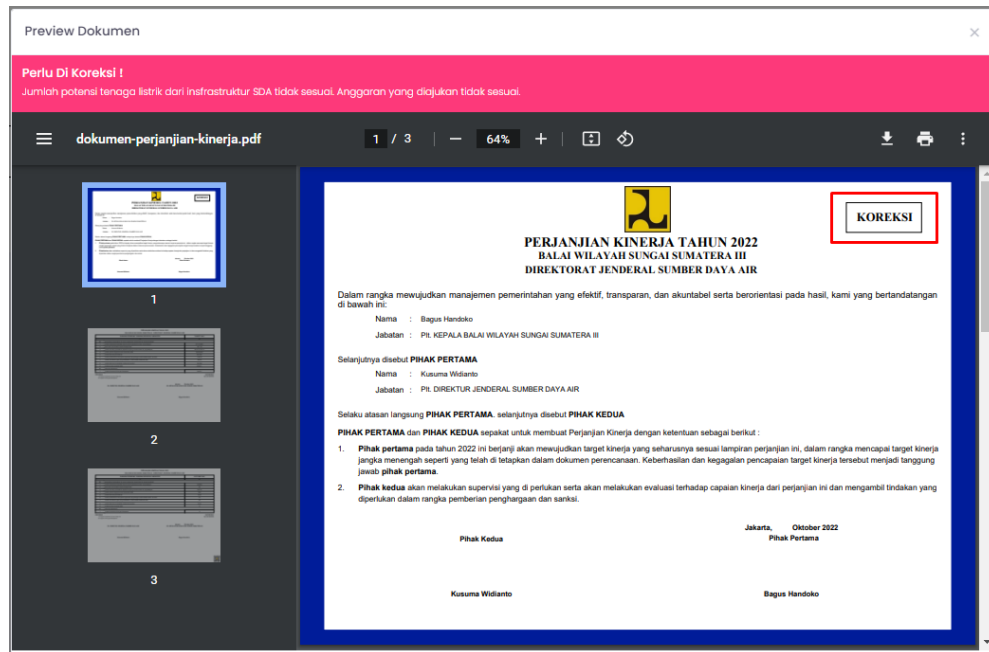 Preview Dokumen
Perlu Di Koreksi !
Jumlah potensi tenaga listrik dari insfrastruktur SDA tidak sesuai. Anggaran yang diajukan tidak sesuai.
dokumen-perjanjian-kinerja.pdf 1 / 3 64%
1
2
3
KOREKSI
PERJANJIAN KINERJA TAHUN 2022
BALAI WILAYAH SUNGAI SUMATERA III
DIREKTORAT JENDERAL SUMBER DAYA AIR
Dalam rangka mewujudkan manajemen pemerintahan yang efektif, transparan, dan akuntabel serta berorientasi pada hasil, kami yang bertandatangan
di bawah ini:
Nama : Bagus Handoko
Jabatan : Plt. KEPALA BALAI WILAYAH SUNGAI SUMATERA III
Selanjutnya disebut PIHAK PERTAMA
Nama : Kusuma Widianto
Jabatan : Plt. DIREKTUR JENDERAL SUMBER DAYA AIR
Selaku atasan langsung PIHAK PERTAMA. selanjutnya disebut PIHAK KEDUA
PIHAK PERTAMA dan PIHAK KEDUA sepakat untuk membuat Perjanjian Kinerja dengan ketentuan sebagai berikut :
1. Pihak pertama pada tahun 2022 ini berjanji akan mewujudkan target kinerja yang seharusnya sesuai lampiran perjanjian ini, dalam rangka mencapai target kinerja
jangka menengah seperti yang telah di tetapkan dalam dokumen perencanaan. Keberhasilan dan kegagalan pencapaian target kinerja tersebut menjadi tanggung
jawab pihak pertama.
2. Pihak kedua akan melakukan supervisi yang di perlukan serta akan melakukan evaluasi terhadap capaian kinerja dari perjanjian ini dan mengambil tindakan yang
diperlukan dalam rangka pemberian penghargaan dan sanksi.
Jakarta, Oktober 2022
Pihak Kedua Pihak Pertama
Kusuma Widianto Bagus Handoko